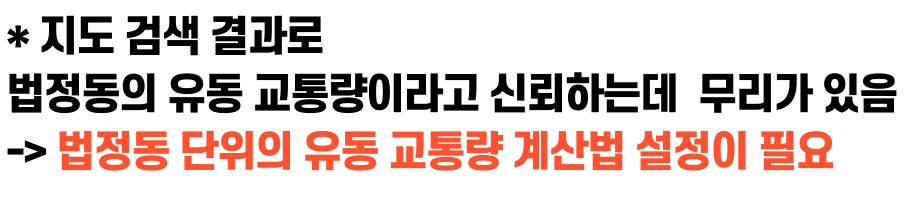 * 지도 검색 결과로
법정동의 유동 교통량이라고 신뢰하는데 무리가 있음
-> 법정동 단위의 유동 교통량 계산법 설정이 필요